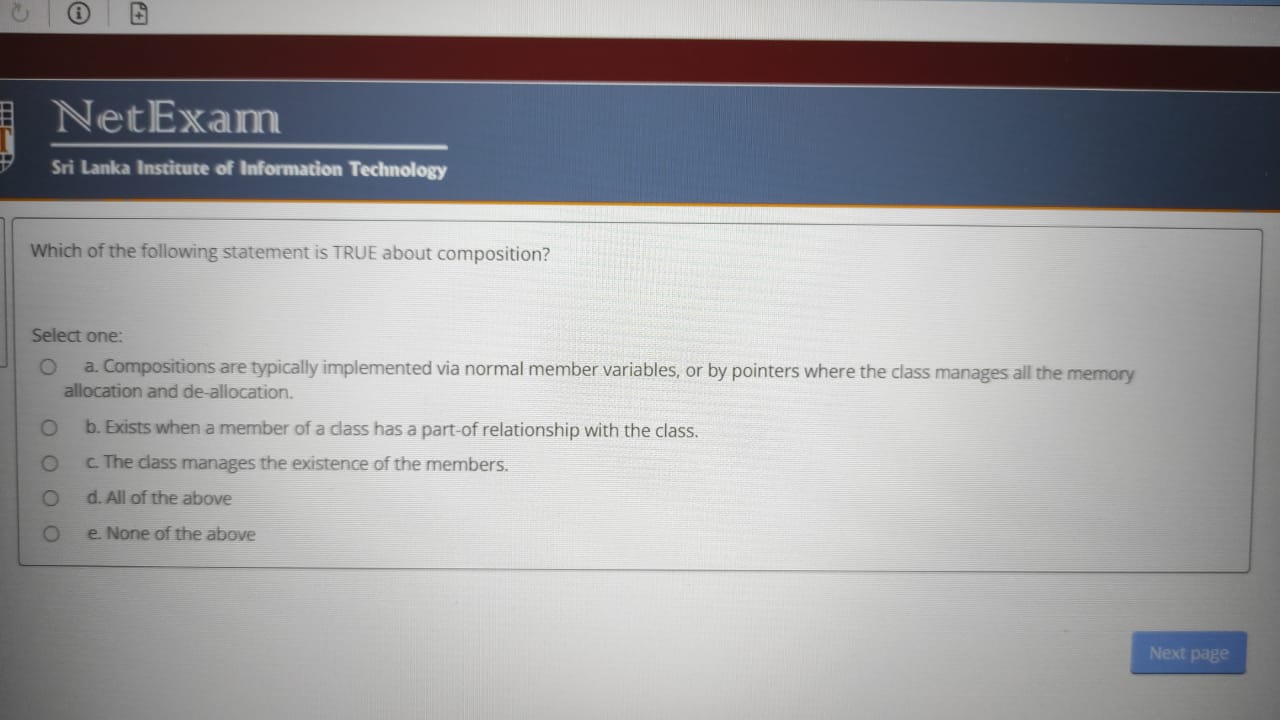 NetExam
Sri Lanka Institute of Information Technology
Which of the following statement is TRUE about composition?
Select one:
a. Compositions are typically implemented via normal member variables, or by pointers where the class manages all the memory
allocation and de-allocation.
b. Exists when a member of a class has a part-of relationship with the class.
c. The class manages the existence of the members.
d. All of the above
e. None of the above
Next page